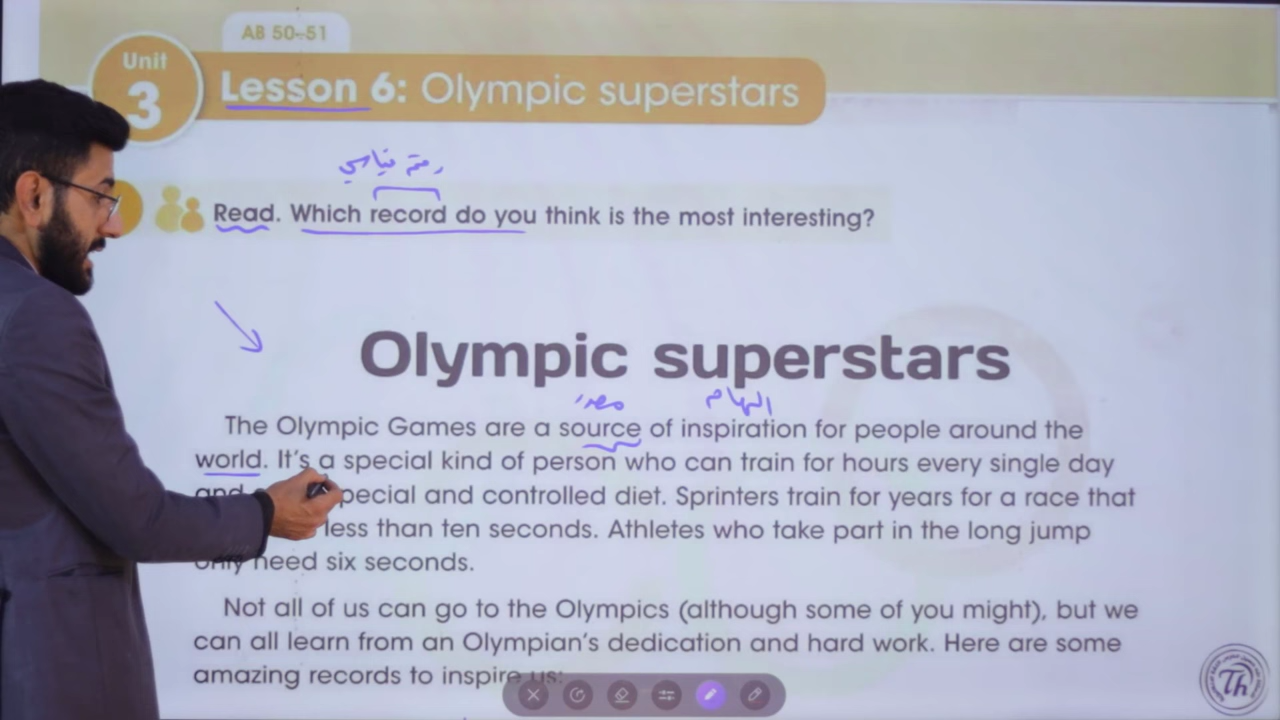 AB 50-51
Unit 3
Lesson 6: Olympic superstars
رقم قياسي
Read. Which record do you think is the most interesting?
Olympic superstars
مصدر الهام
The Olympic Games are a source of inspiration for people around the
world. It's a special kind of person who can train for hours every single day
and special and controlled diet. Sprinters train for years for a race that
less than ten seconds. Athletes who take part in the long jump
only need six seconds.
Not all of us can go to the Olympics (although some of you might), but we
can all learn from an Olympian's dedication and hard work. Here are some
amazing records to inspire us:
Th